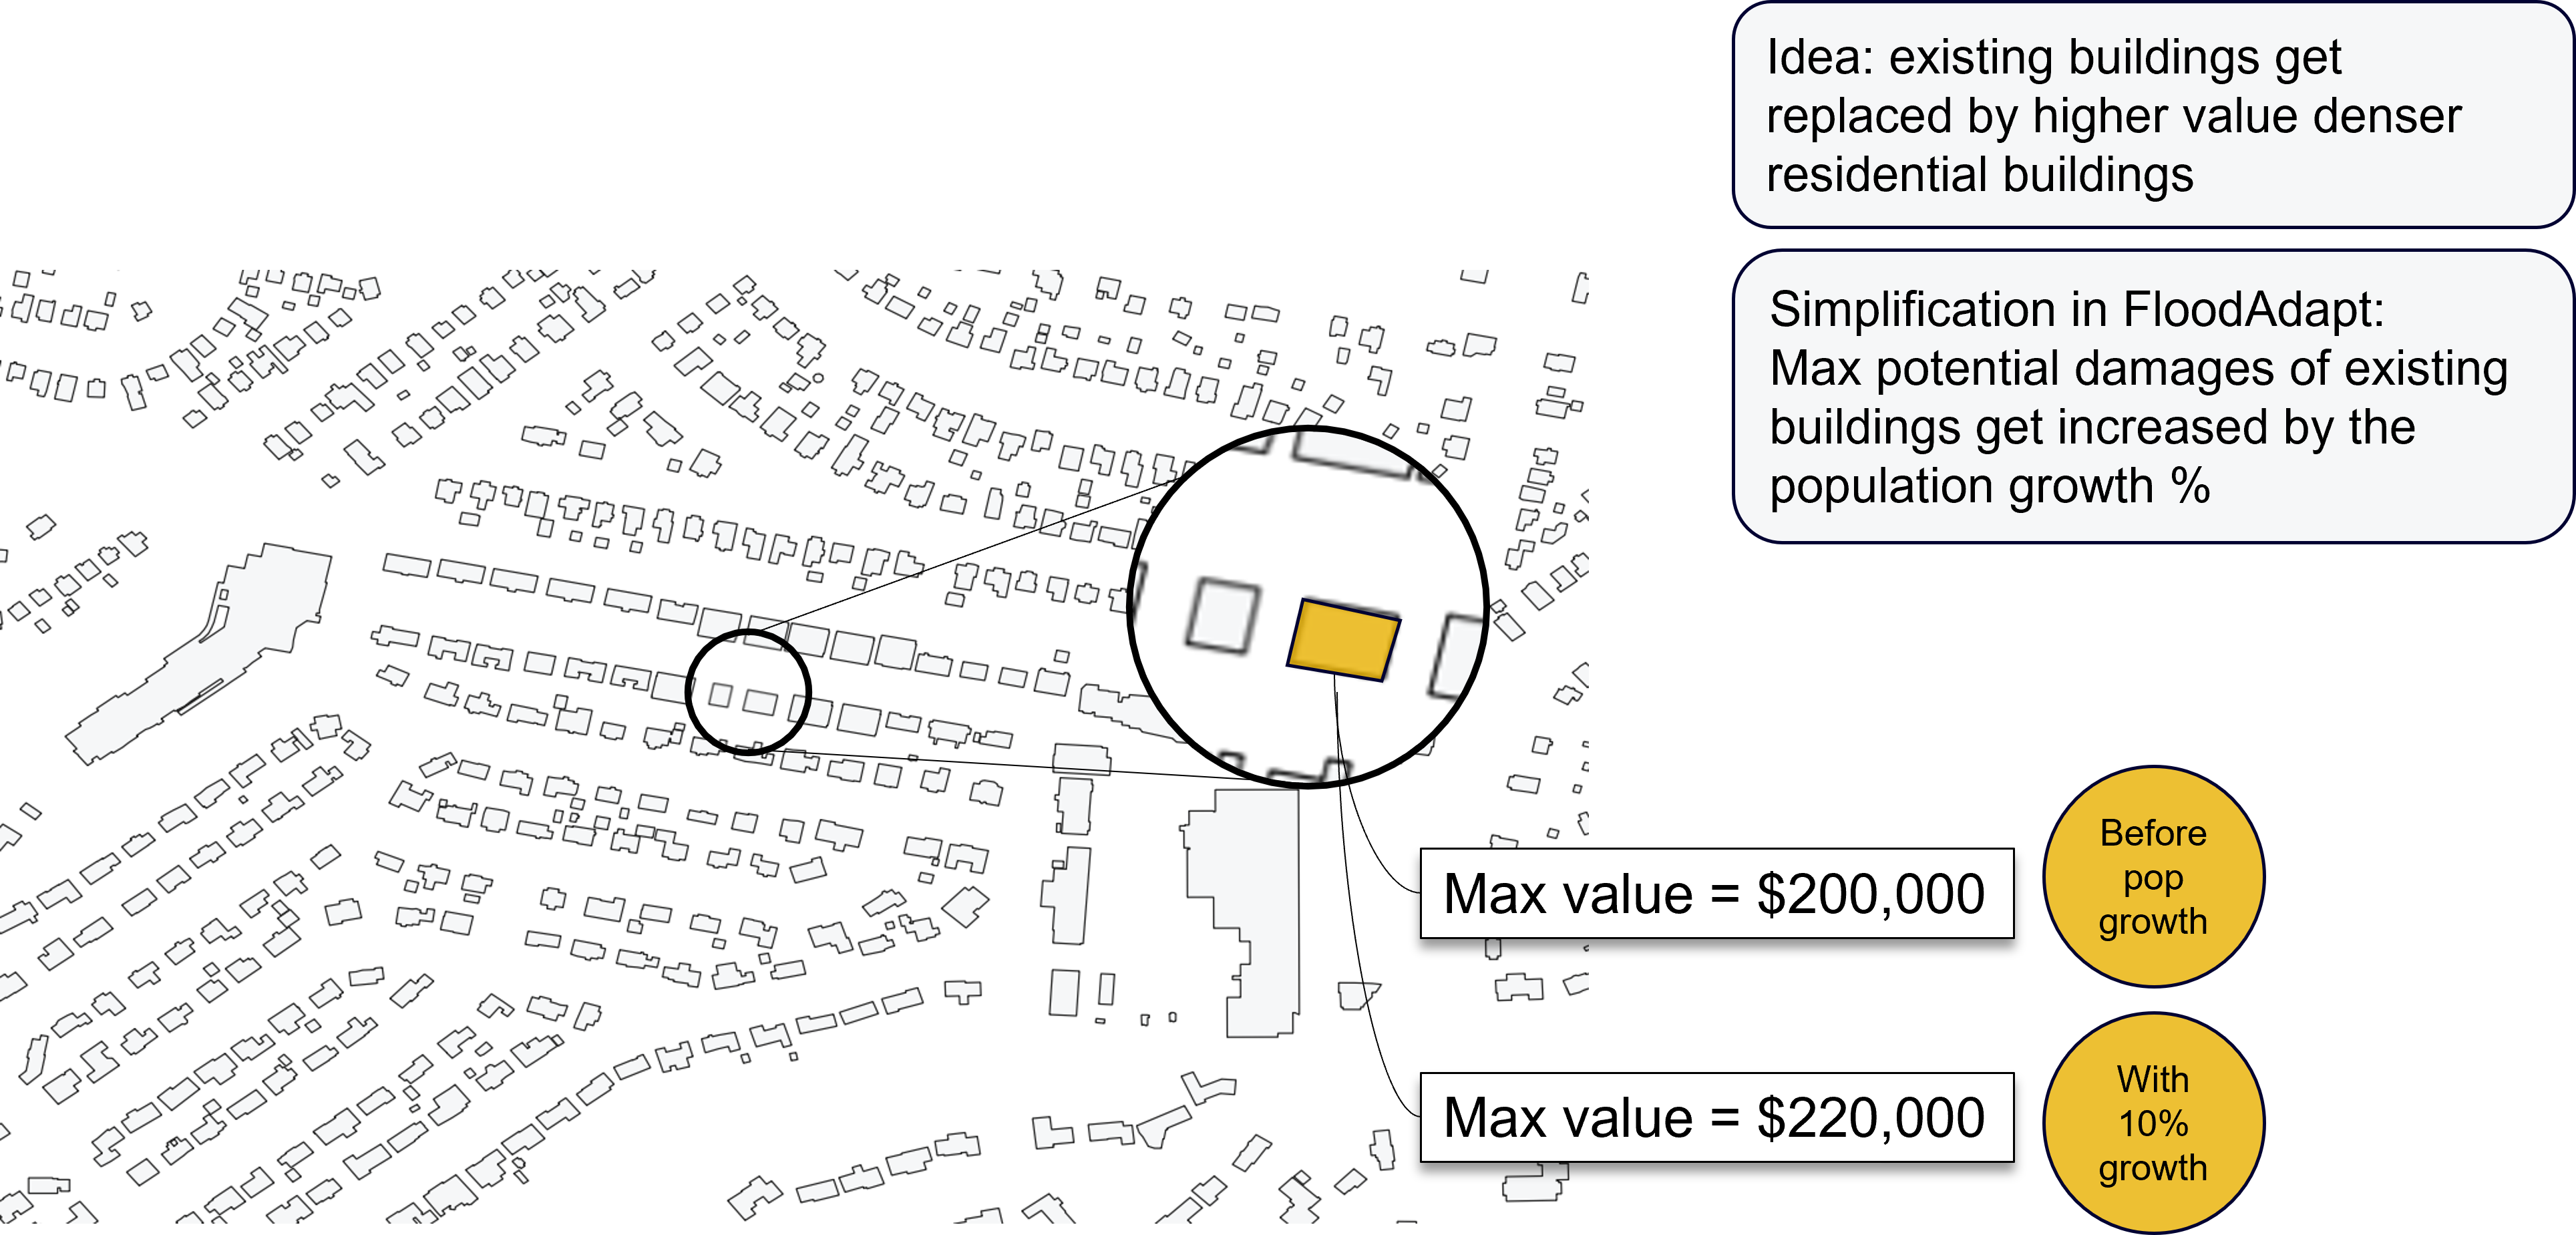 Idea: existing buildings get
replaced by higher value denser
residential buildings
Simplification in FloodAdapt:
Max potential damages of existing
buildings get increased by the
population growth %
Max value = $200,000
Before
pop
growth
Max value = $220,000
With
10%
growth